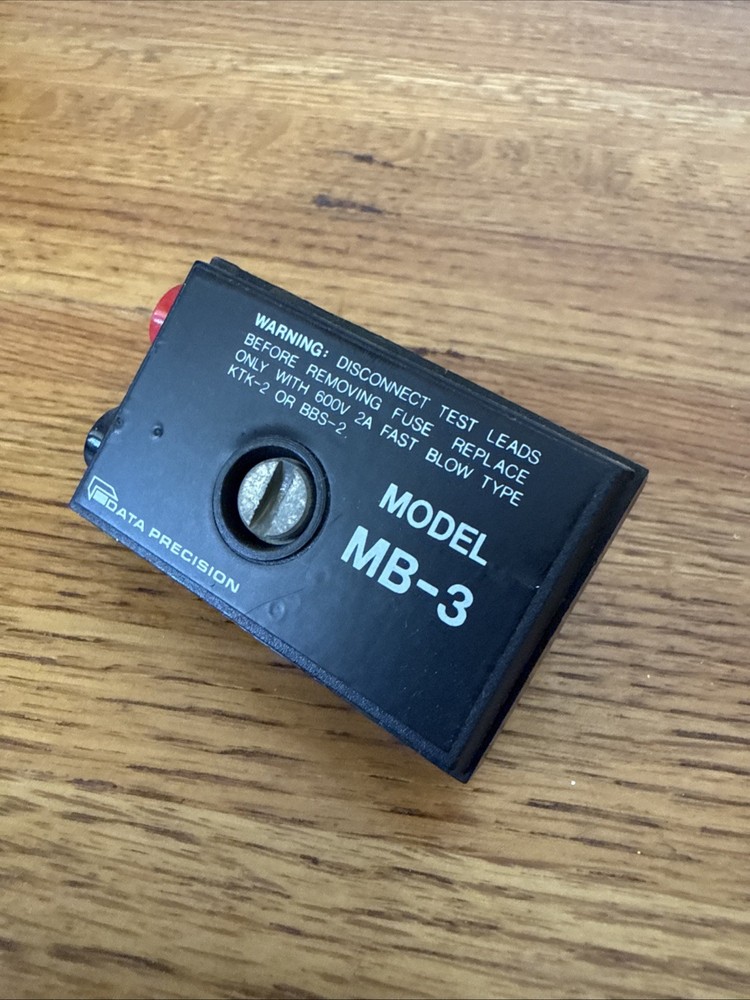 WARNING: DISCONNECT TEST LEADS
BEFORE REMOVING FUSE REPLACE
ONLY WITH 600V 2A FAST BLOW TYPE
KTK-2 OR BBS-2.
MODEL
MB-3
DATA PRECISION